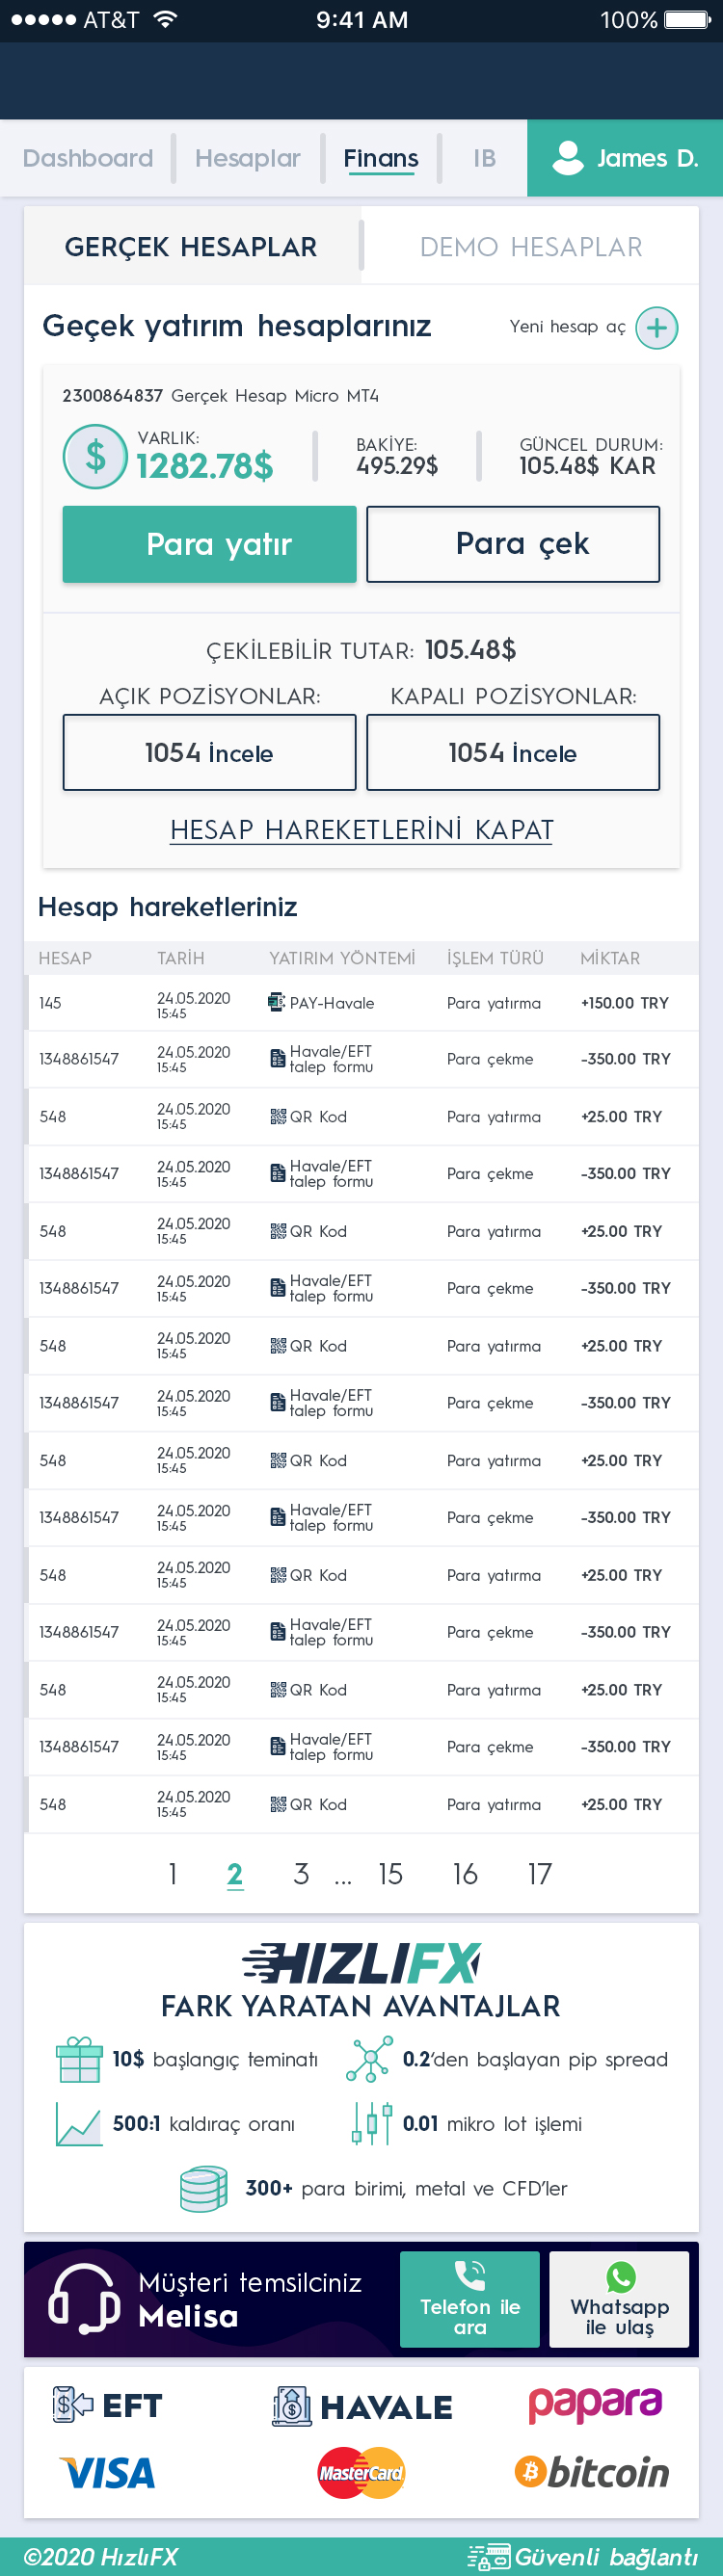 AT&T 9:41 AM 100%
Dashboard Hesaplar Finans IB James D.
GERÇEK HESAPLAR DEMO HESAPLAR
Geçek yatırım hesaplarınız Yeni hesap aç
2300864837 Gerçek Hesap Micro MT4
VARLIK: BAKİYE: GÜNCEL DURUM:
$ 1282.78$ 495.29$ 105.48$ KAR
Para yatır Para çek
ÇEKİLEBİLİR TUTAR: 105.48$
AÇIK POZİSYONLAR: KAPALI POZİSYONLAR:
1054 İncele 1054 İncele
HESAP HAREKETLERİNİ KAPAT
Hesap hareketleriniz
HESAP TARİH YATIRIM YÖNTEMİ İŞLEM TÜRÜ MİKTAR
145 24.05.2020 15:45 PAY-Havale Para yatırma +150.00 TRY
1348861547 24.05.2020 15:45 Havale/EFT talep formu Para çekme -350.00 TRY
548 24.05.2020 15:45 QR Kod Para yatırma +25.00 TRY
1348861547 24.05.2020 15:45 Havale/EFT talep formu Para çekme -350.00 TRY
548 24.05.2020 15:45 QR Kod Para yatırma +25.00 TRY
1348861547 24.05.2020 15:45 Havale/EFT talep formu Para çekme -350.00 TRY
548 24.05.2020 15:45 QR Kod Para yatırma +25.00 TRY
1348861547 24.05.2020 15:45 Havale/EFT talep formu Para çekme -350.00 TRY
548 24.05.2020 15:45 QR Kod Para yatırma +25.00 TRY
1348861547 24.05.2020 15:45 Havale/EFT talep formu Para çekme -350.00 TRY
548 24.05.2020 15:45 QR Kod Para yatırma +25.00 TRY
1348861547 24.05.2020 15:45 Havale/EFT talep formu Para çekme -350.00 TRY
548 24.05.2020 15:45 QR Kod Para yatırma +25.00 TRY
1348861547 24.05.2020 15:45 Havale/EFT talep formu Para çekme -350.00 TRY
548 24.05.2020 15:45 QR Kod Para yatırma +25.00 TRY
1 2 3 ... 15 16 17
HIZLIFX
FARK YARATAN AVANTAJLAR
10$ başlangıç teminatı 0.2'den başlayan pip spread
500:1 kaldıraç oranı 0.01 mikro lot işlemi
300+ para birimi, metal ve CFD'ler
Müşteri temsilciniz
Melisa
Telefon ile
ara
Whatsapp
ile ulaş
EFT HAVALE papara
VISA MasterCard bitcoin
©2020 HızlıFX Güvenli bağlantı